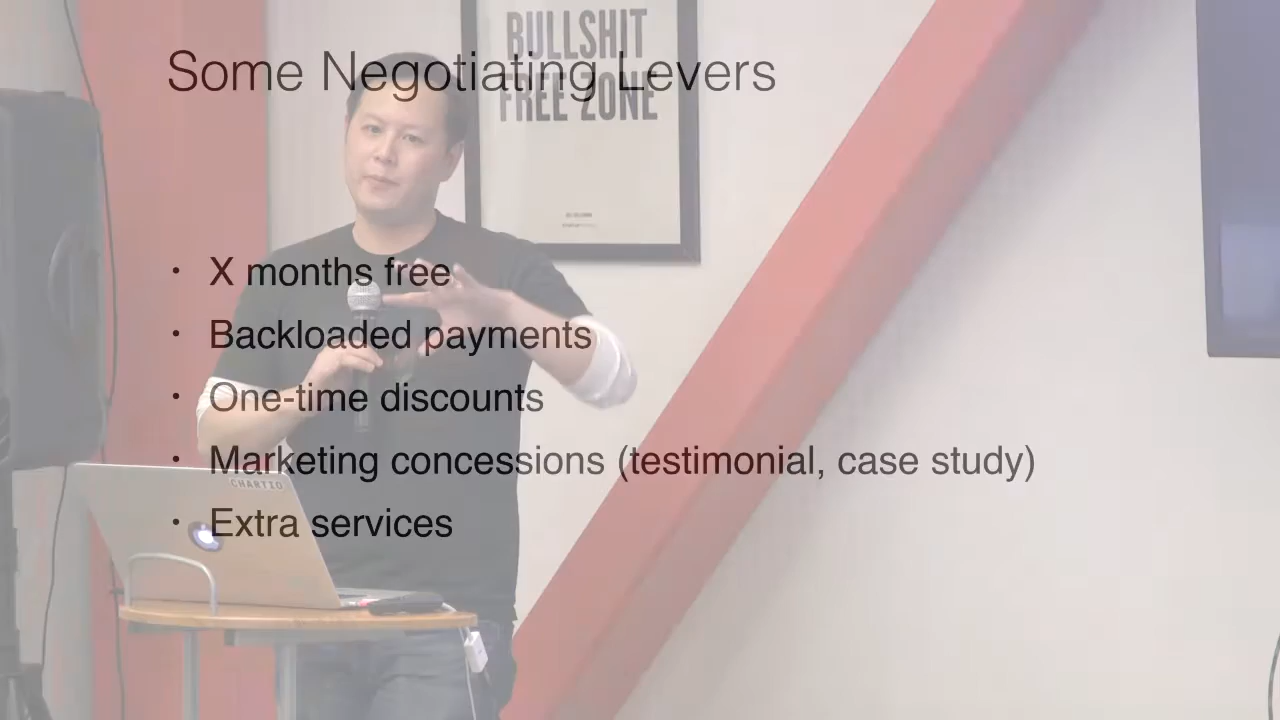 BULLSHIT
FREE ZONE
Some Negotiating Levers
• X months free
• Backloaded payments
• One-time discounts
• Marketing concessions (testimonial, case study)
• Extra services
CHARTIO